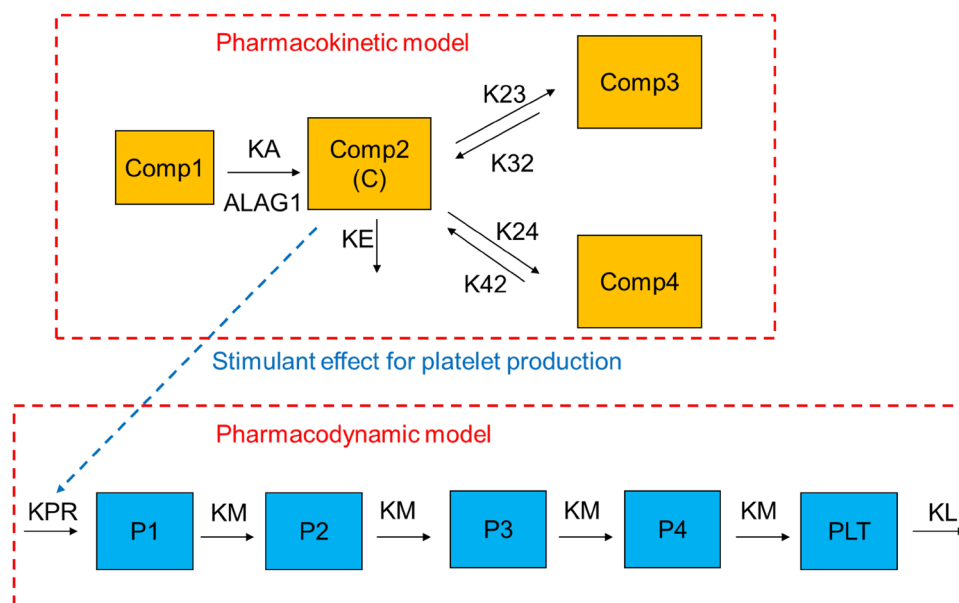 Pharmacokinetic model
Comp1
KA
ALAG1
Comp2
(C)
KE
K23
K32
Comp3
K24
K42
Comp4
Stimulant effect for platelet production
Pharmacodynamic model
KPR
P1
KM
P2
KM
P3
KM
P4
KM
PLT
KL